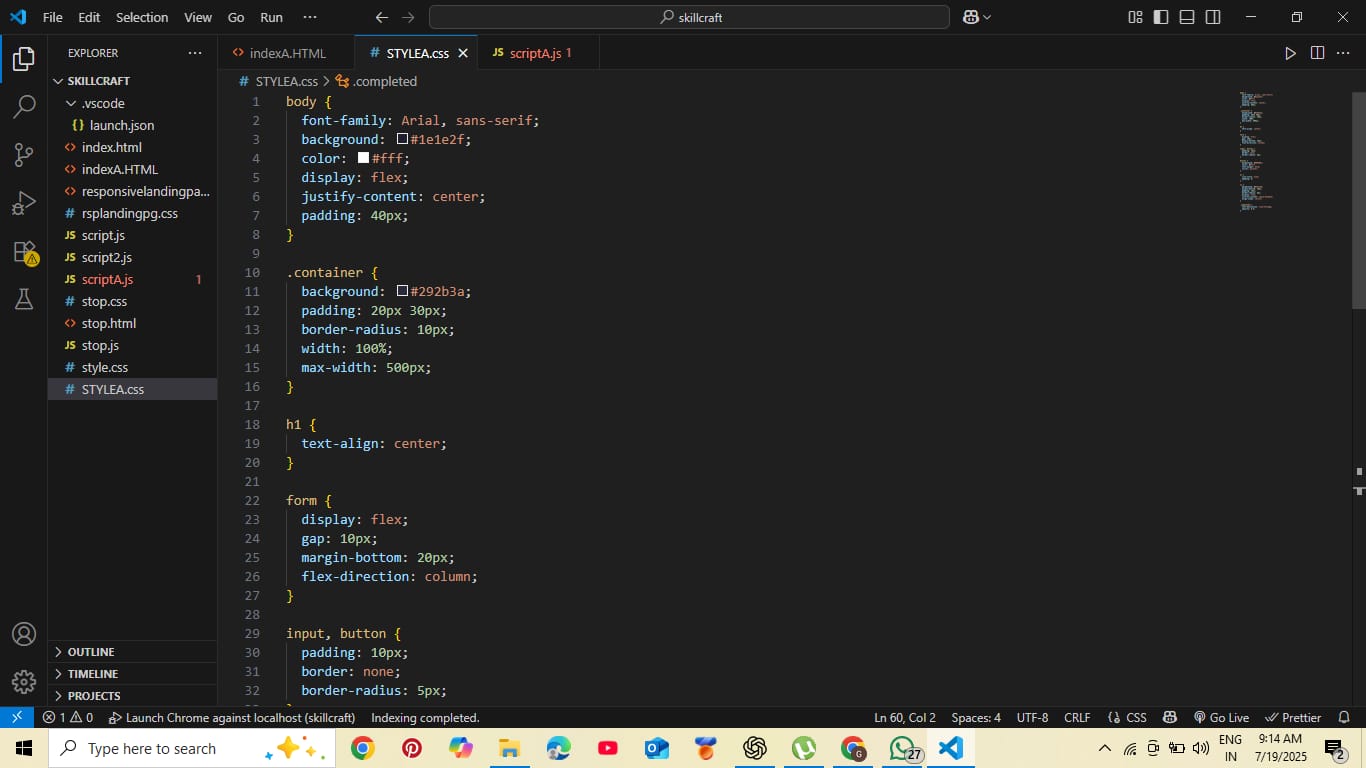 File Edit Selection View Go Run ···
skillcraft
EXPLORER ···
SKILLCRAFT
.vscode
{} launch.json
<> index.html
<> indexA.HTML
<> responsivelandingpa...
# rsplandingpg.css
JS script.js
JS script2.js
JS scriptA.js 1
# stop.css
<> stop.html
JS stop.js
# style.css
# STYLEA.css
OUTLINE
TIMELINE
PROJECTS
<> indexA.HTML # STYLEA.css JS scriptA.js 1 ···
# STYLEA.css > .completed
1 body {
2 font-family: Arial, sans-serif;
3 background: #1e1e2f;
4 color: #fff;
5 display: flex;
6 justify-content: center;
7 padding: 40px;
8 }
9
10 .container {
11 background: #292b3a;
12 padding: 20px 30px;
13 border-radius: 10px;
14 width: 100%;
15 max-width: 500px;
16 }
17
18 h1 {
19 text-align: center;
20 }
21
22 form {
23 display: flex;
24 gap: 10px;
25 margin-bottom: 20px;
26 flex-direction: column;
27 }
28
29 input, button {
30 padding: 10px;
31 border: none;
32 border-radius: 5px;
1 0 Launch Chrome against localhost (skillcraft) Indexing completed. Ln 60, Col 2 Spaces: 4 UTF-8 CRLF {} CSS Go Live Prettier
Type here to search
G
27
ENG
IN
9:14 AM
7/19/2025
2